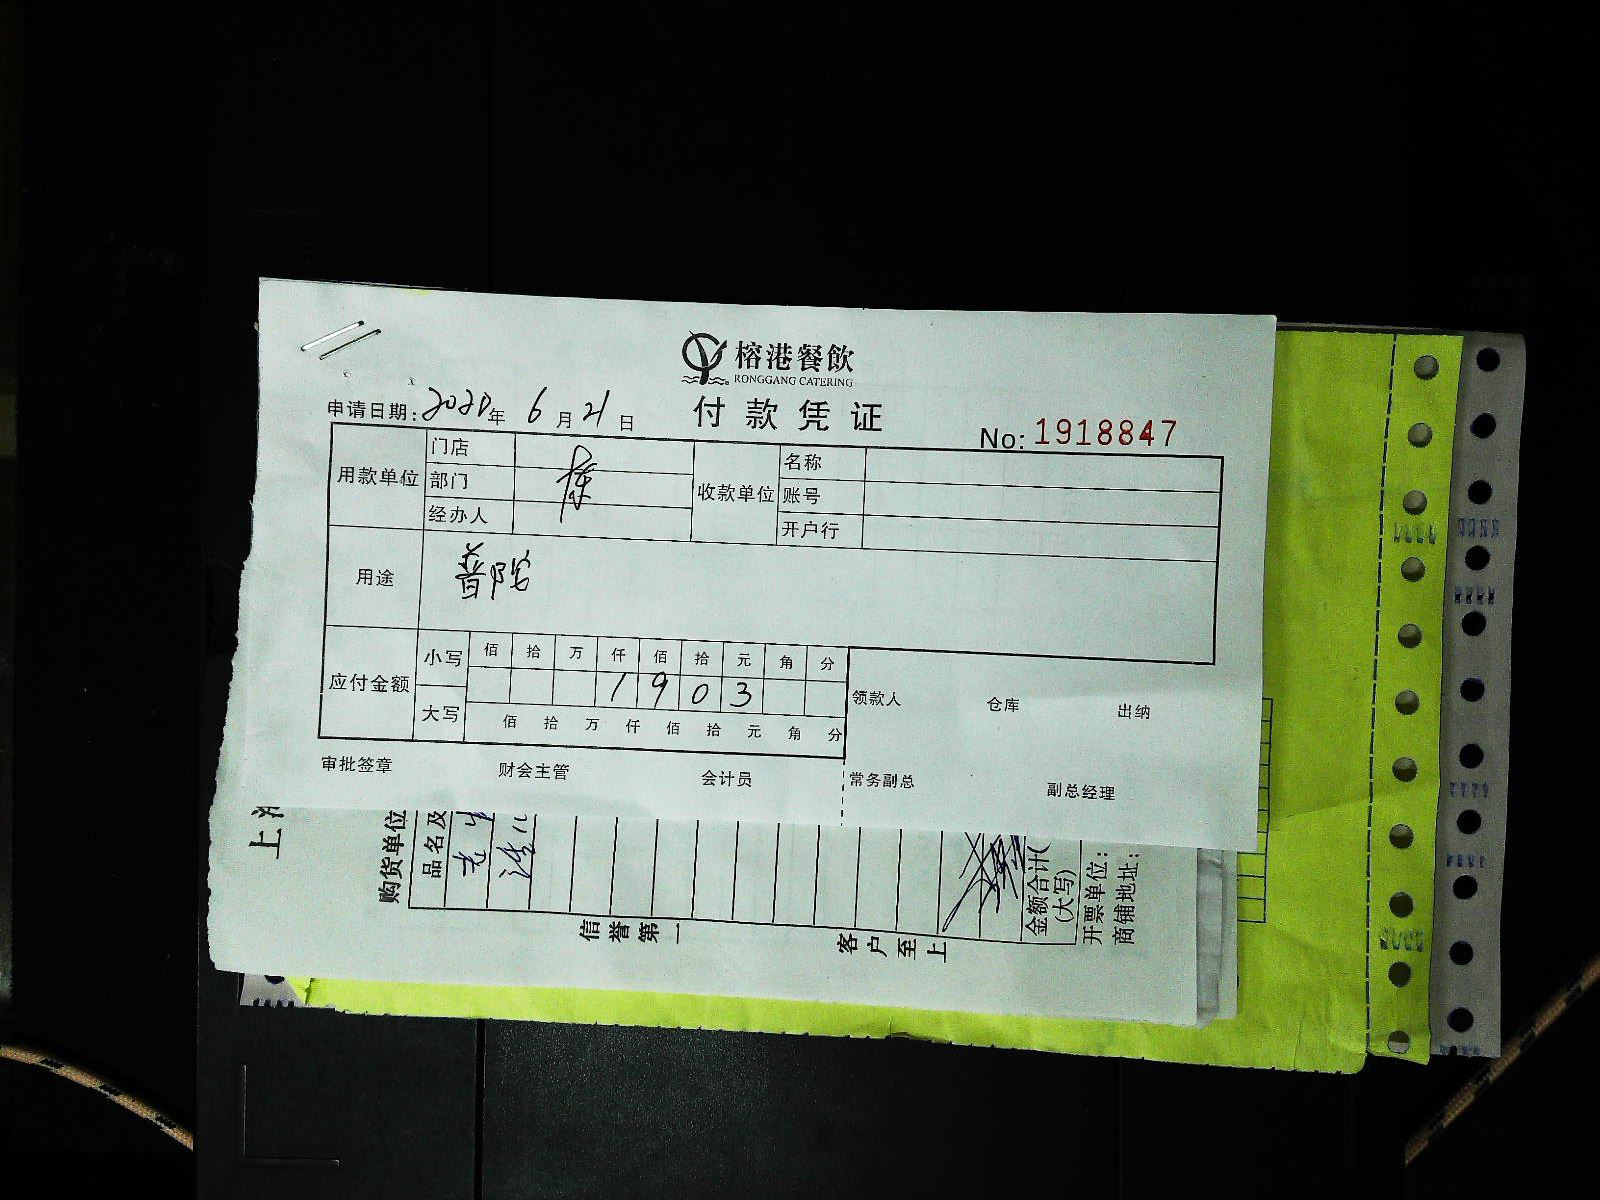 榕港餐飲
RONGGANG CATERING
付款凭证
申请日期:2020年6月21日
No:1918847
用款单位 门店 收款单位 名称
部门 账号
经办人 开户行
用途 普陀
应付金额 小写 佰 拾 万 仟 佰 拾 元 角 分
1 9 0 3
大写 佰 拾 万 仟 佰 拾 元 角 分
领款人 仓库 出纳
审批签章 财会主管 会计员 常务副总 副总经理
上
购货单位
品名及
信誉第一
客户至上
金额合计(
(大写)
开票单位:
商铺地址: